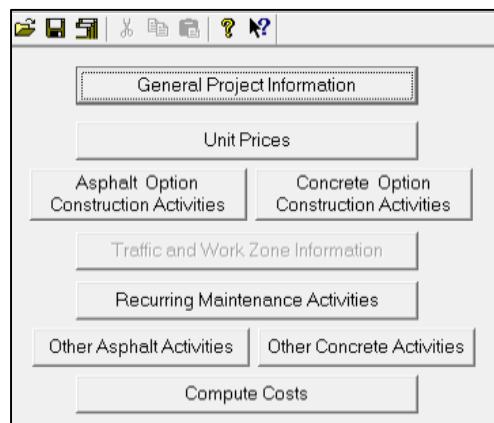 General Project Information
Unit Prices
Asphalt Option
Construction Activities
Concrete Option
Construction Activities
Traffic and Work Zone Information
Recurring Maintenance Activities
Other Asphalt Activities
Other Concrete Activities
Compute Costs